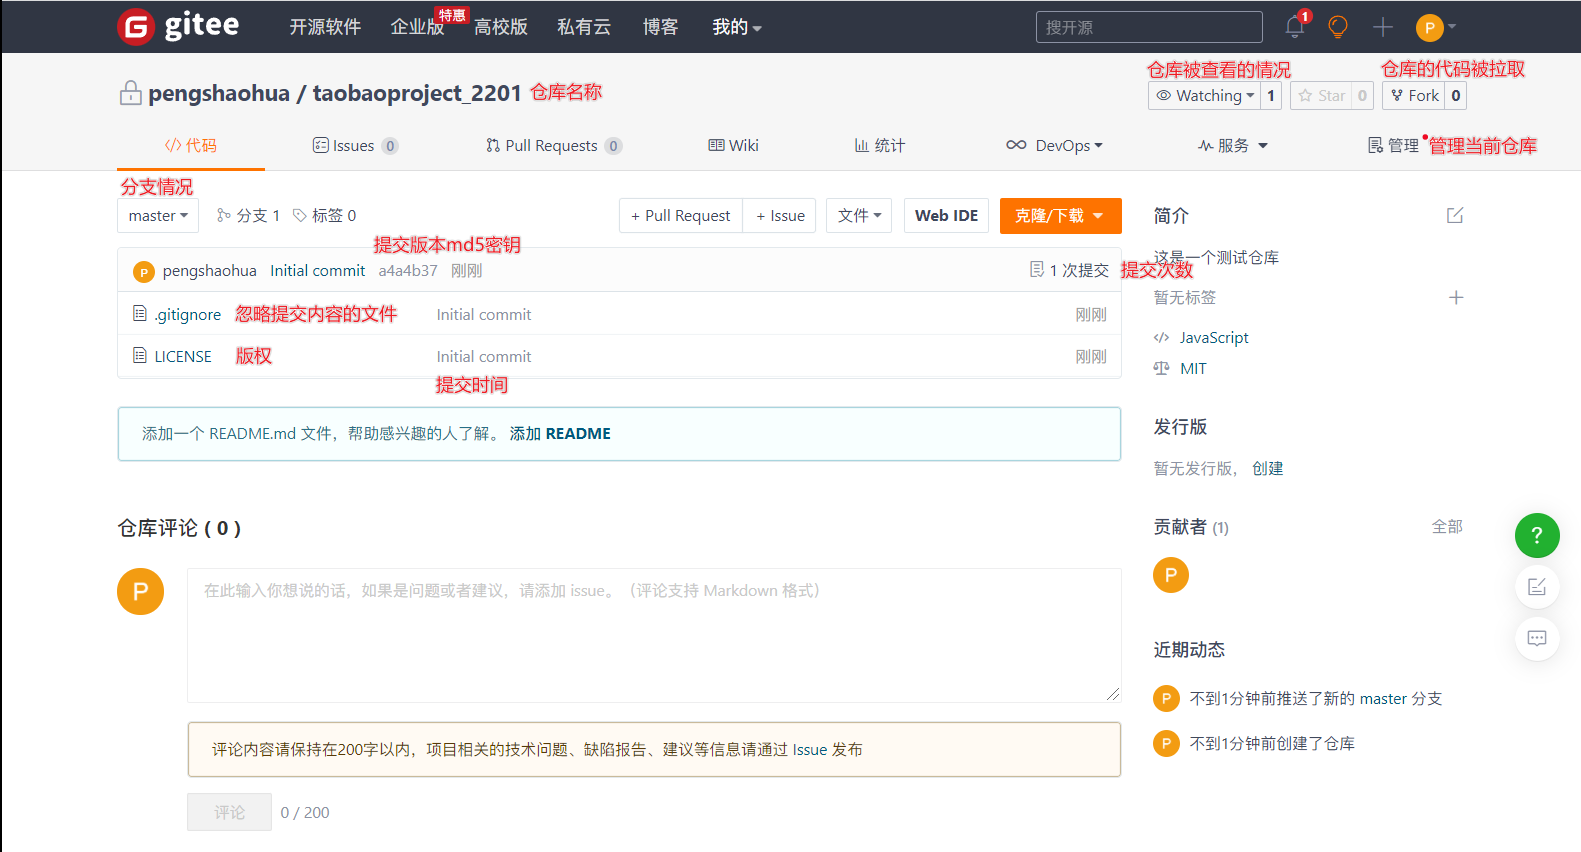 gitee 开源软件 企业版 特惠 高校版 私有云 博客 我的 搜开源 1 P
仓库被查看的情况 仓库的代码被拉取
pengshaohua / taobaoproject_2201 仓库名称 Watching 1 Star 0 Fork 0
代码 Issues 0 Pull Requests 0 Wiki 统计 DevOps 服务 管理 管理当前仓库
分支情况
master 分支 1 标签 0 + Pull Request + Issue 文件 Web IDE 克隆/下载
提交版本md5密钥
P pengshaohua Initial commit a4a4b37 刚刚 1 次提交 提交次数
.gitignore 忽略提交内容的文件 Initial commit 刚刚
LICENSE 版权 Initial commit 刚刚
提交时间
添加一个 README.md 文件，帮助感兴趣的人了解。 添加 README
仓库评论 ( 0 )
P
在此输入你想说的话，如果是问题或者建议，请添加 issue。（评论支持 Markdown 格式）
评论内容请保持在200字以内，项目相关的技术问题、缺陷报告、建议等信息请通过 Issue 发布
评论 0 / 200
简介
这是一个测试仓库
暂无标签
JavaScript
MIT
发行版
暂无发行版， 创建
贡献者 (1) 全部
P
近期动态
P 不到1分钟前推送了新的 master 分支
P 不到1分钟前创建了仓库
?